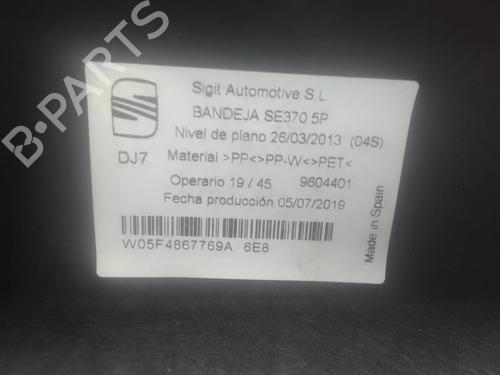 Sigit Automotive S.L.
BANDEJA SE370 5P
Nivel de plano 26/03/2013 (04S)
DJ7
Material >PP<>PP-W<>PET<
Operario 19 / 45 9604401
Fecha producción 05/07/2019
W05F4867769A 6E8
Made in Spain
B-PARTS